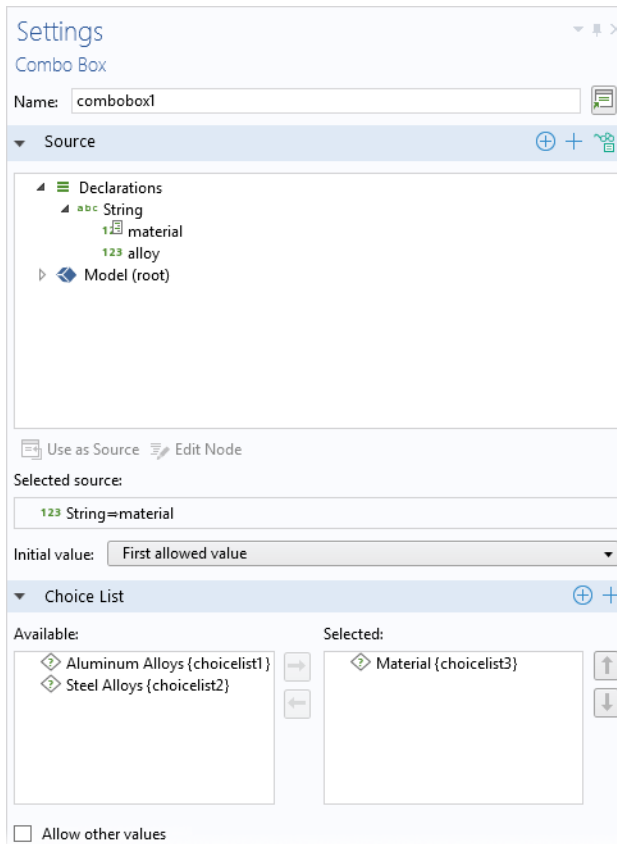 Settings
Combo Box
Name: combobox1
Source
Declarations
abc String
material
123 alloy
Model (root)
Use as Source Edit Node
Selected source:
123 String⇒material
Initial value: First allowed value
Choice List
Available: Selected:
Aluminum Alloys {choicelist1} Material {choicelist3}
Steel Alloys {choicelist2}
Allow other values